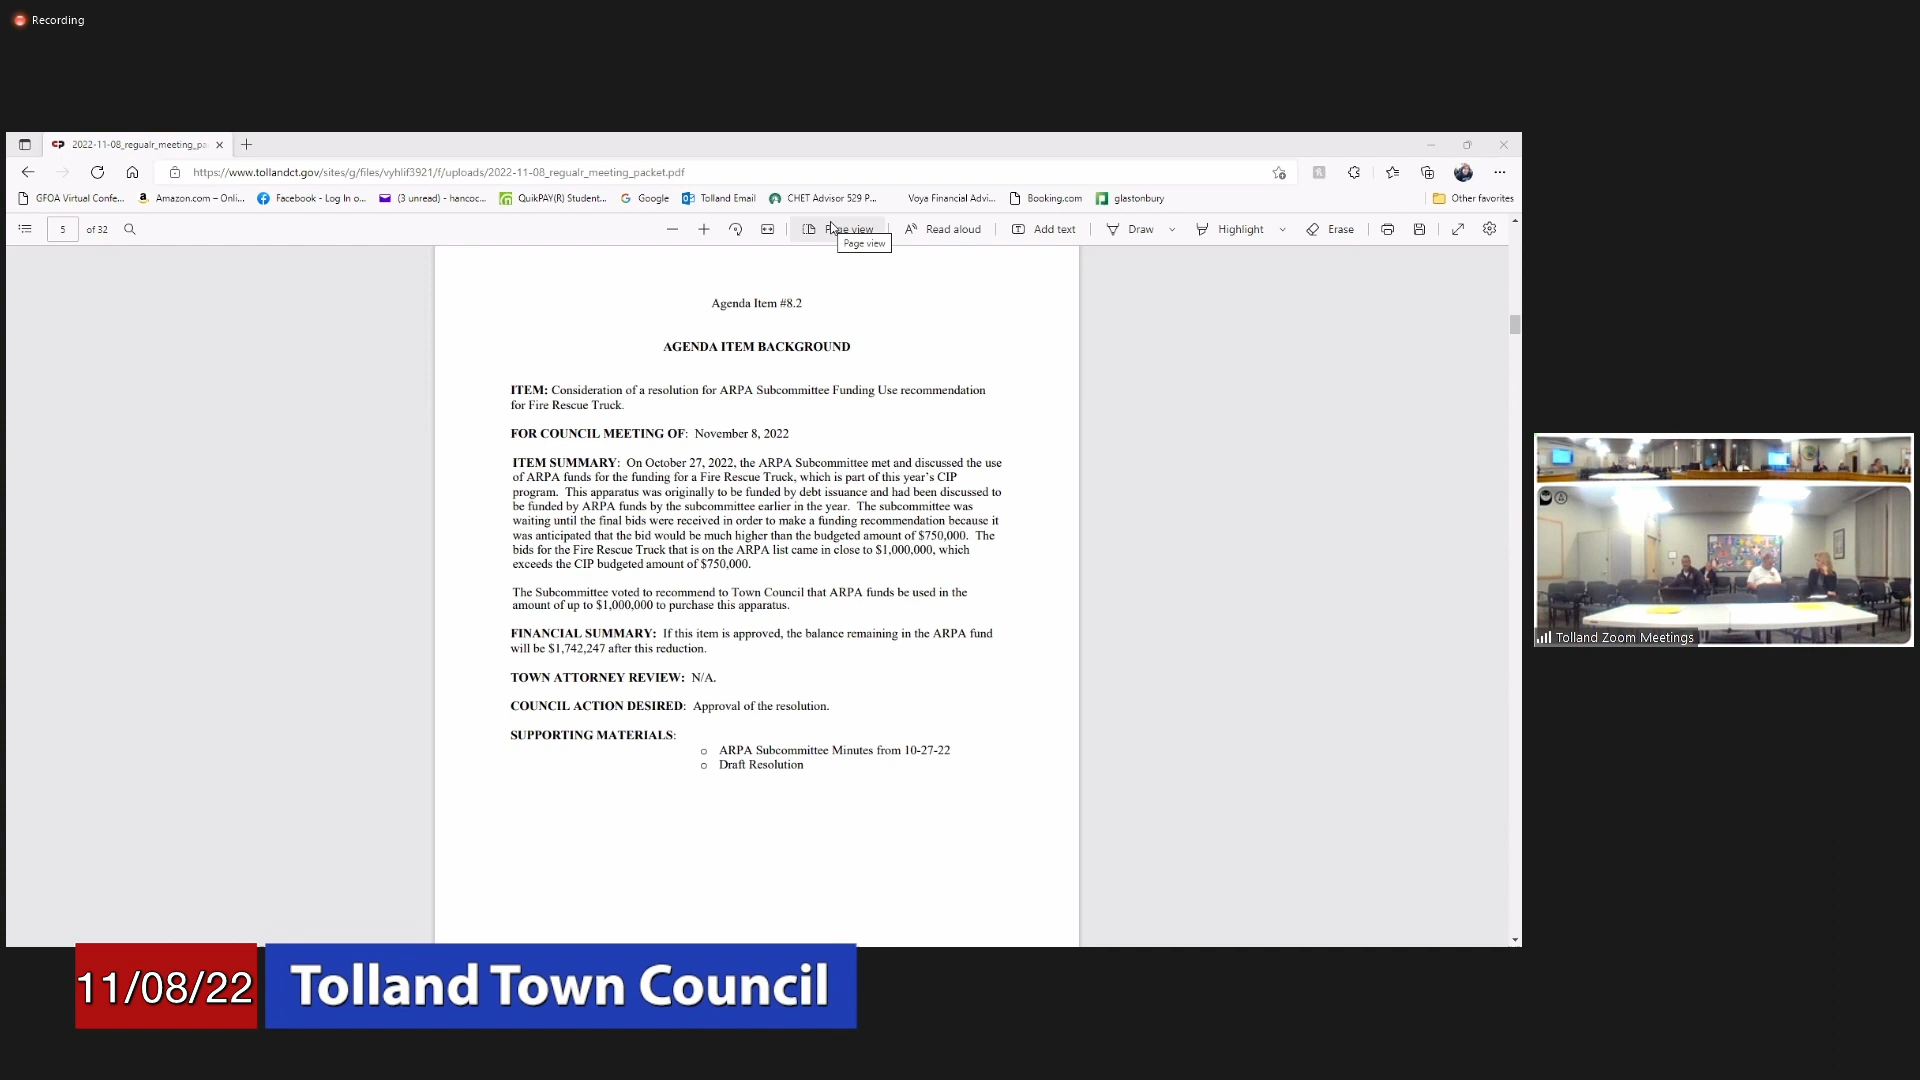 Recording
2022-11-08_regualr_meeting_pa
https://www.tollandct.gov/sites/g/files/vyhlif3921/f/uploads/2022-11-08_regualr_meeting_packet.pdf
GFOA Virtual Confe... Amazon.com – Onli... Facebook - Log In o... (3 unread) - hancoc... QuikPAY(R) Student... Google Tolland Email CHET Advisor 529 P... Voya Financial Advi... Booking.com glastonbury Other favorites
5 of 32 Page view Read aloud Add text Draw Highlight Erase
Page view
Agenda Item #8.2
AGENDA ITEM BACKGROUND
ITEM: Consideration of a resolution for ARPA Subcommittee Funding Use recommendation
for Fire Rescue Truck.
FOR COUNCIL MEETING OF: November 8, 2022
ITEM SUMMARY: On October 27, 2022, the ARPA Subcommittee met and discussed the use
of ARPA funds for the funding for a Fire Rescue Truck, which is part of this year's CIP
program. This apparatus was originally to be funded by debt issuance and had been discussed to
be funded by ARPA funds by the subcommittee earlier in the year. The subcommittee was
waiting until the final bids were received in order to make a funding recommendation because it
was anticipated that the bid would be much higher than the budgeted amount of $750,000. The
bids for the Fire Rescue Truck that is on the ARPA list came in close to $1,000,000, which
exceeds the CIP budgeted amount of $750,000.
The Subcommittee voted to recommend to Town Council that ARPA funds be used in the
amount of up to $1,000,000 to purchase this apparatus.
FINANCIAL SUMMARY: If this item is approved, the balance remaining in the ARPA fund
will be $1,742,247 after this reduction.
TOWN ATTORNEY REVIEW: N/A.
COUNCIL ACTION DESIRED: Approval of the resolution.
SUPPORTING MATERIALS:
o ARPA Subcommittee Minutes from 10-27-22
o Draft Resolution
Tolland Zoom Meetings
11/08/22 Tolland Town Council